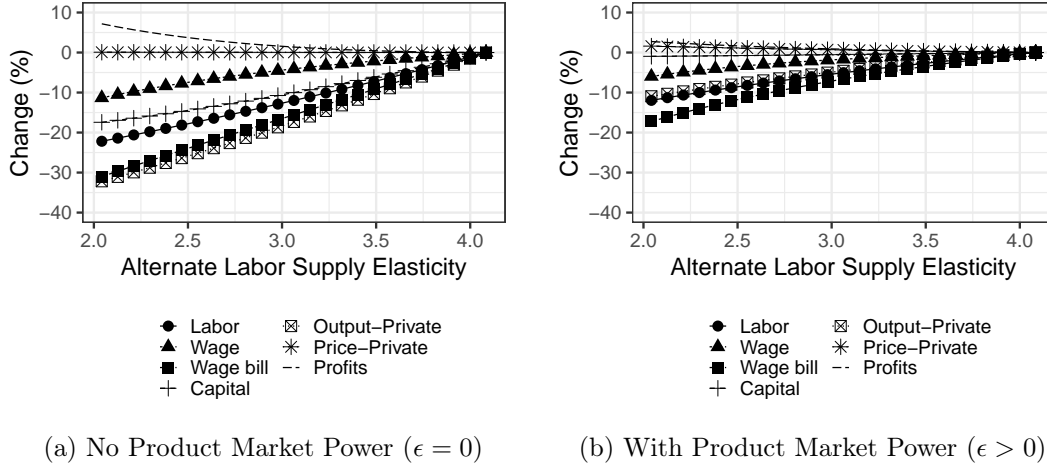 10
0
−10
−20
−30
−40
Change (%)
2.0 2.5 3.0 3.5 4.0
Alternate Labor Supply Elasticity
Labor
Wage
Wage bill
Capital
Output−Private
Price−Private
Profits
(a) No Product Market Power (ϵ = 0)
10
0
−10
−20
−30
−40
Change (%)
2.0 2.5 3.0 3.5 4.0
Alternate Labor Supply Elasticity
Labor
Wage
Wage bill
Capital
Output−Private
Price−Private
Profits
(b) With Product Market Power (ϵ > 0)